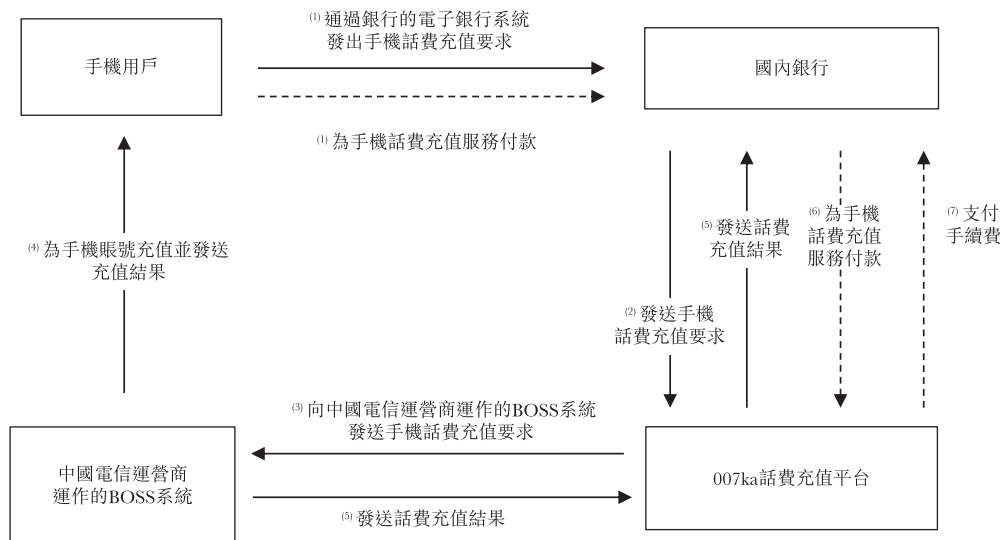 (1) 通過銀行的電子銀行系統
發出手機話費充值要求
手機用戶
國內銀行
(1) 為手機話費充值服務付款
(4) 為手機賬號充值並發送
充值結果
(5) 發送話費
充值結果
(6) 為手機
話費充值
服務付款
(7) 支付
手續費
(2) 發送手機
話費充值要求
(3) 向中國電信運營商運作的BOSS系統
發送手機話費充值要求
中國電信運營商
運作的BOSS系統
007ka話費充值平台
(5) 發送話費充值結果